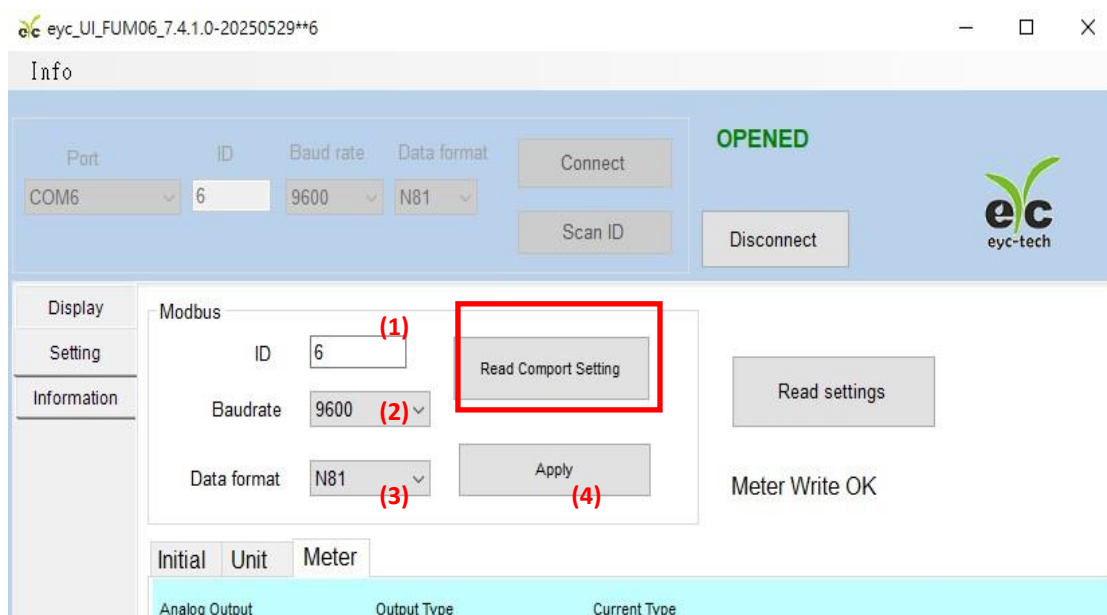 eyc eyc_UI_FUM06_7.4.1.0-20250529**6
Info
Port ID Baud rate Data format
COM6 6 9600 N81
Connect
Scan ID
OPENED
Disconnect
eyc
eyc-tech
Display
Setting
Information
Modbus
ID 6 (1)
Baudrate 9600 (2)
Data format N81 (3)
Read Comport Setting
Apply (4)
Read settings
Meter Write OK
Initial Unit Meter
Analog Output Output Type Current Type